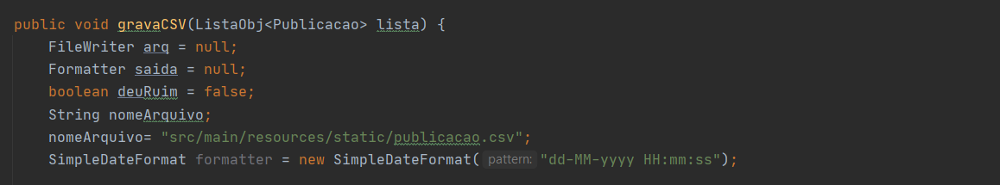 public void gravaCSV(ListaObj<Publicacao> lista) {
    FileWriter arq = null;
    Formatter saida = null;
    boolean deuRuim = false;
    String nomeArquivo;
    nomeArquivo= "src/main/resources/static/publicacao.csv";
    SimpleDateFormat formatter = new SimpleDateFormat( pattern: "dd-MM-yyyy HH:mm:ss");